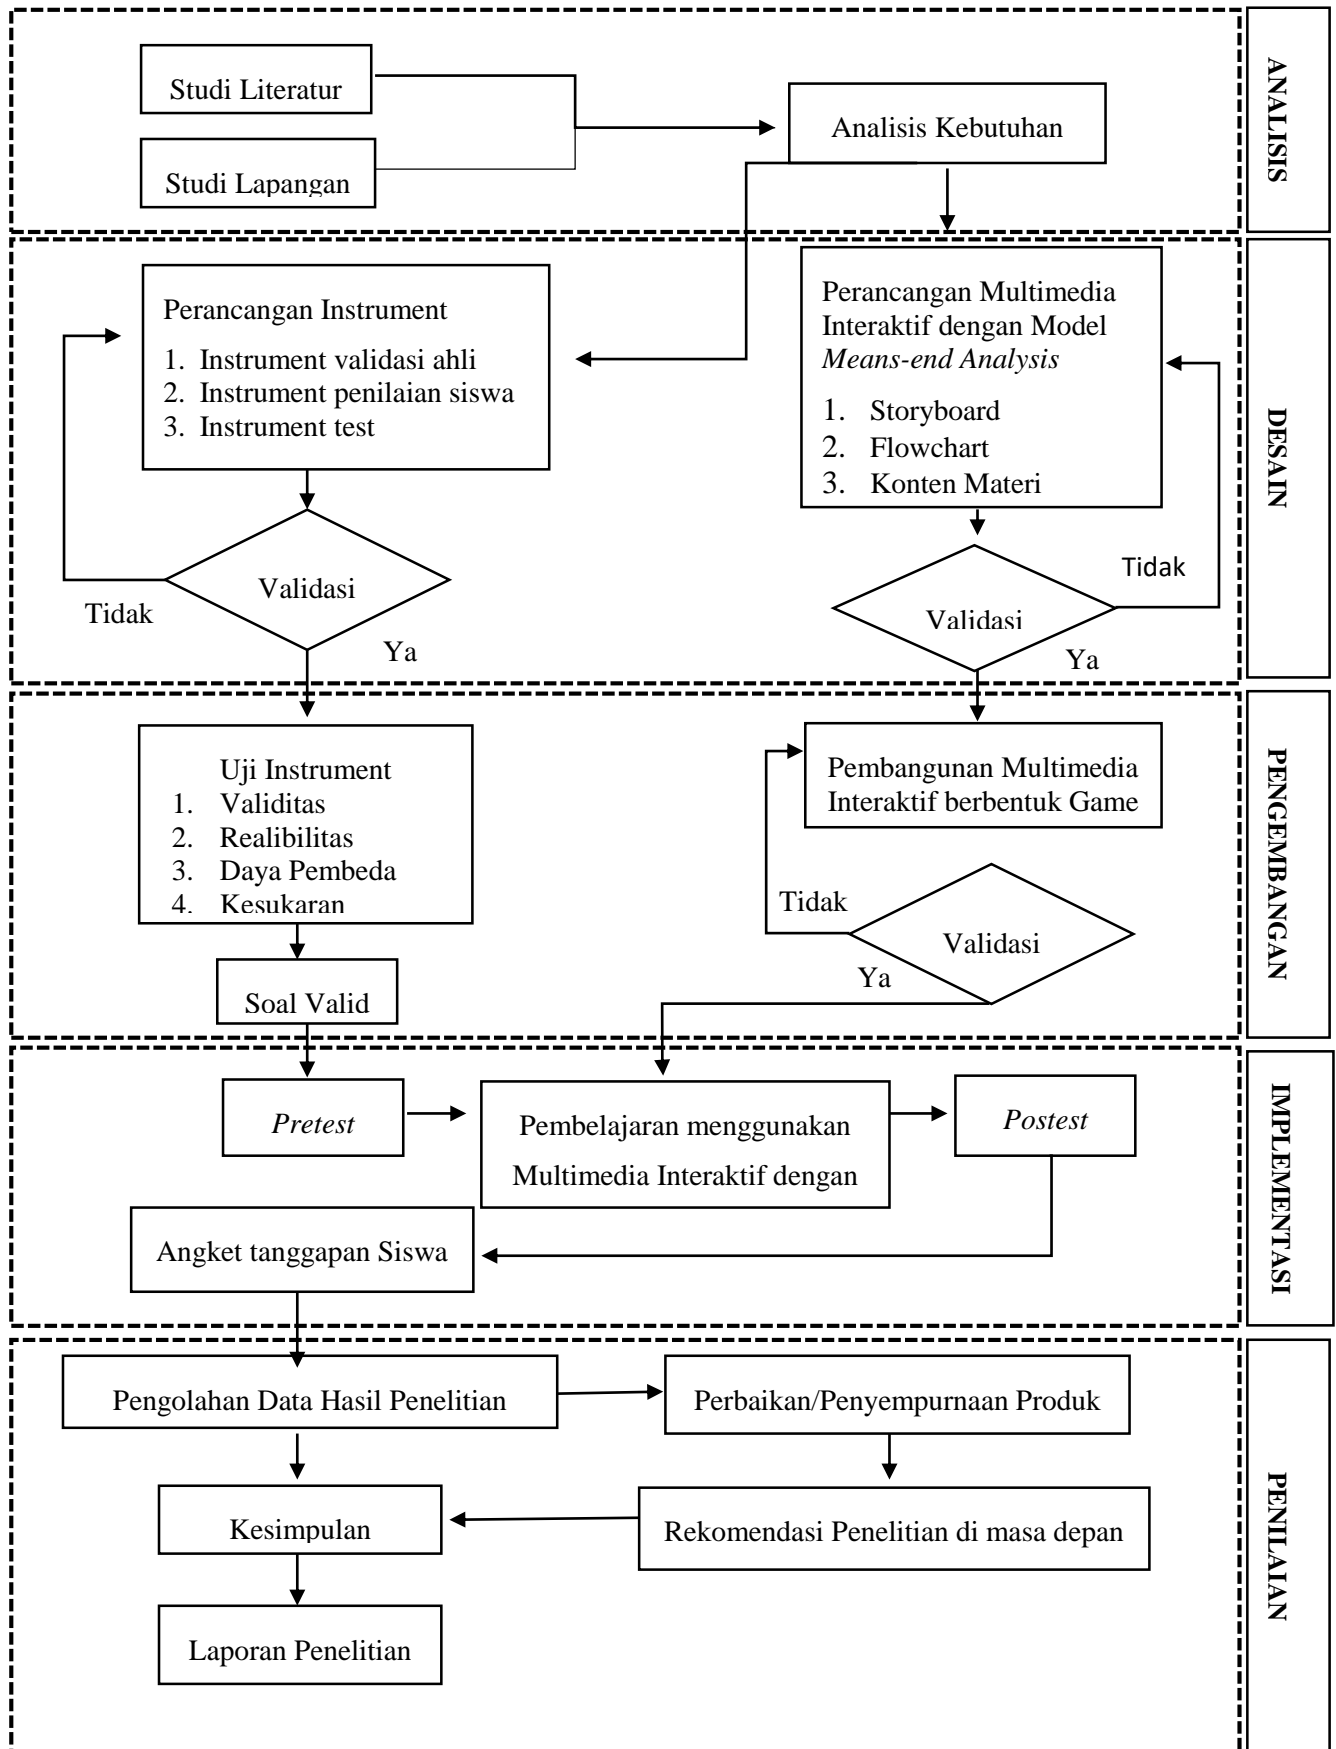 ANALISIS
Studi Literatur
Analisis Kebutuhan
Studi Lapangan
DESAIN
Perancangan Instrument
1. Instrument validasi ahli
2. Instrument penilaian siswa
3. Instrument test
Perancangan Multimedia
Interaktif dengan Model
Means-end Analysis
1. Storyboard
2. Flowchart
3. Konten Materi
Validasi
Tidak
Ya
Validasi
Tidak
Ya
PENGEMBANGAN
Uji Instrument
1. Validitas
2. Realibilitas
3. Daya Pembeda
4. Kesukaran
Soal Valid
Pembangunan Multimedia
Interaktif berbentuk Game
Tidak
Validasi
Ya
IMPLEMENTASI
Pretest
Pembelajaran menggunakan
Multimedia Interaktif dengan
Postest
Angket tanggapan Siswa
PENILAIAN
Pengolahan Data Hasil Penelitian
Perbaikan/Penyempurnaan Produk
Kesimpulan
Rekomendasi Penelitian di masa depan
Laporan Penelitian